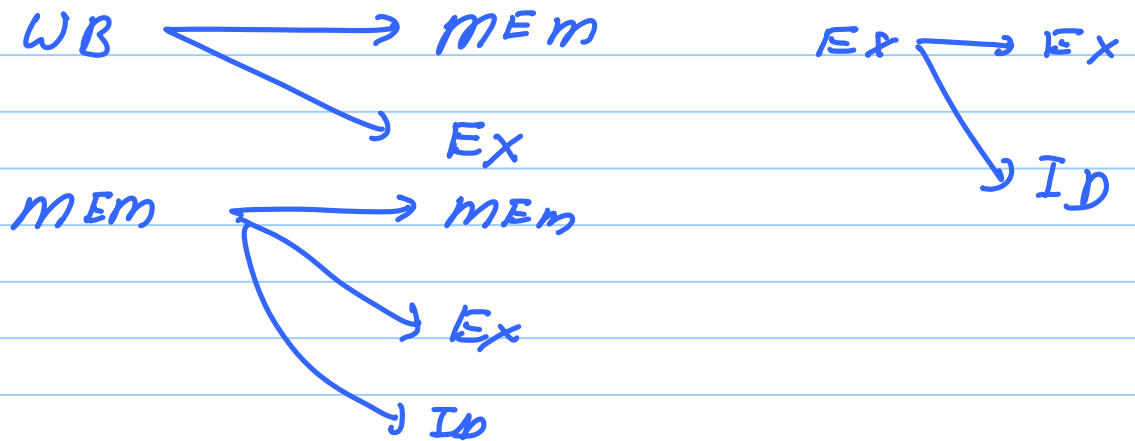 WB → MEM
EX
EX → EX
ID
MEM → MEM
EX
ID